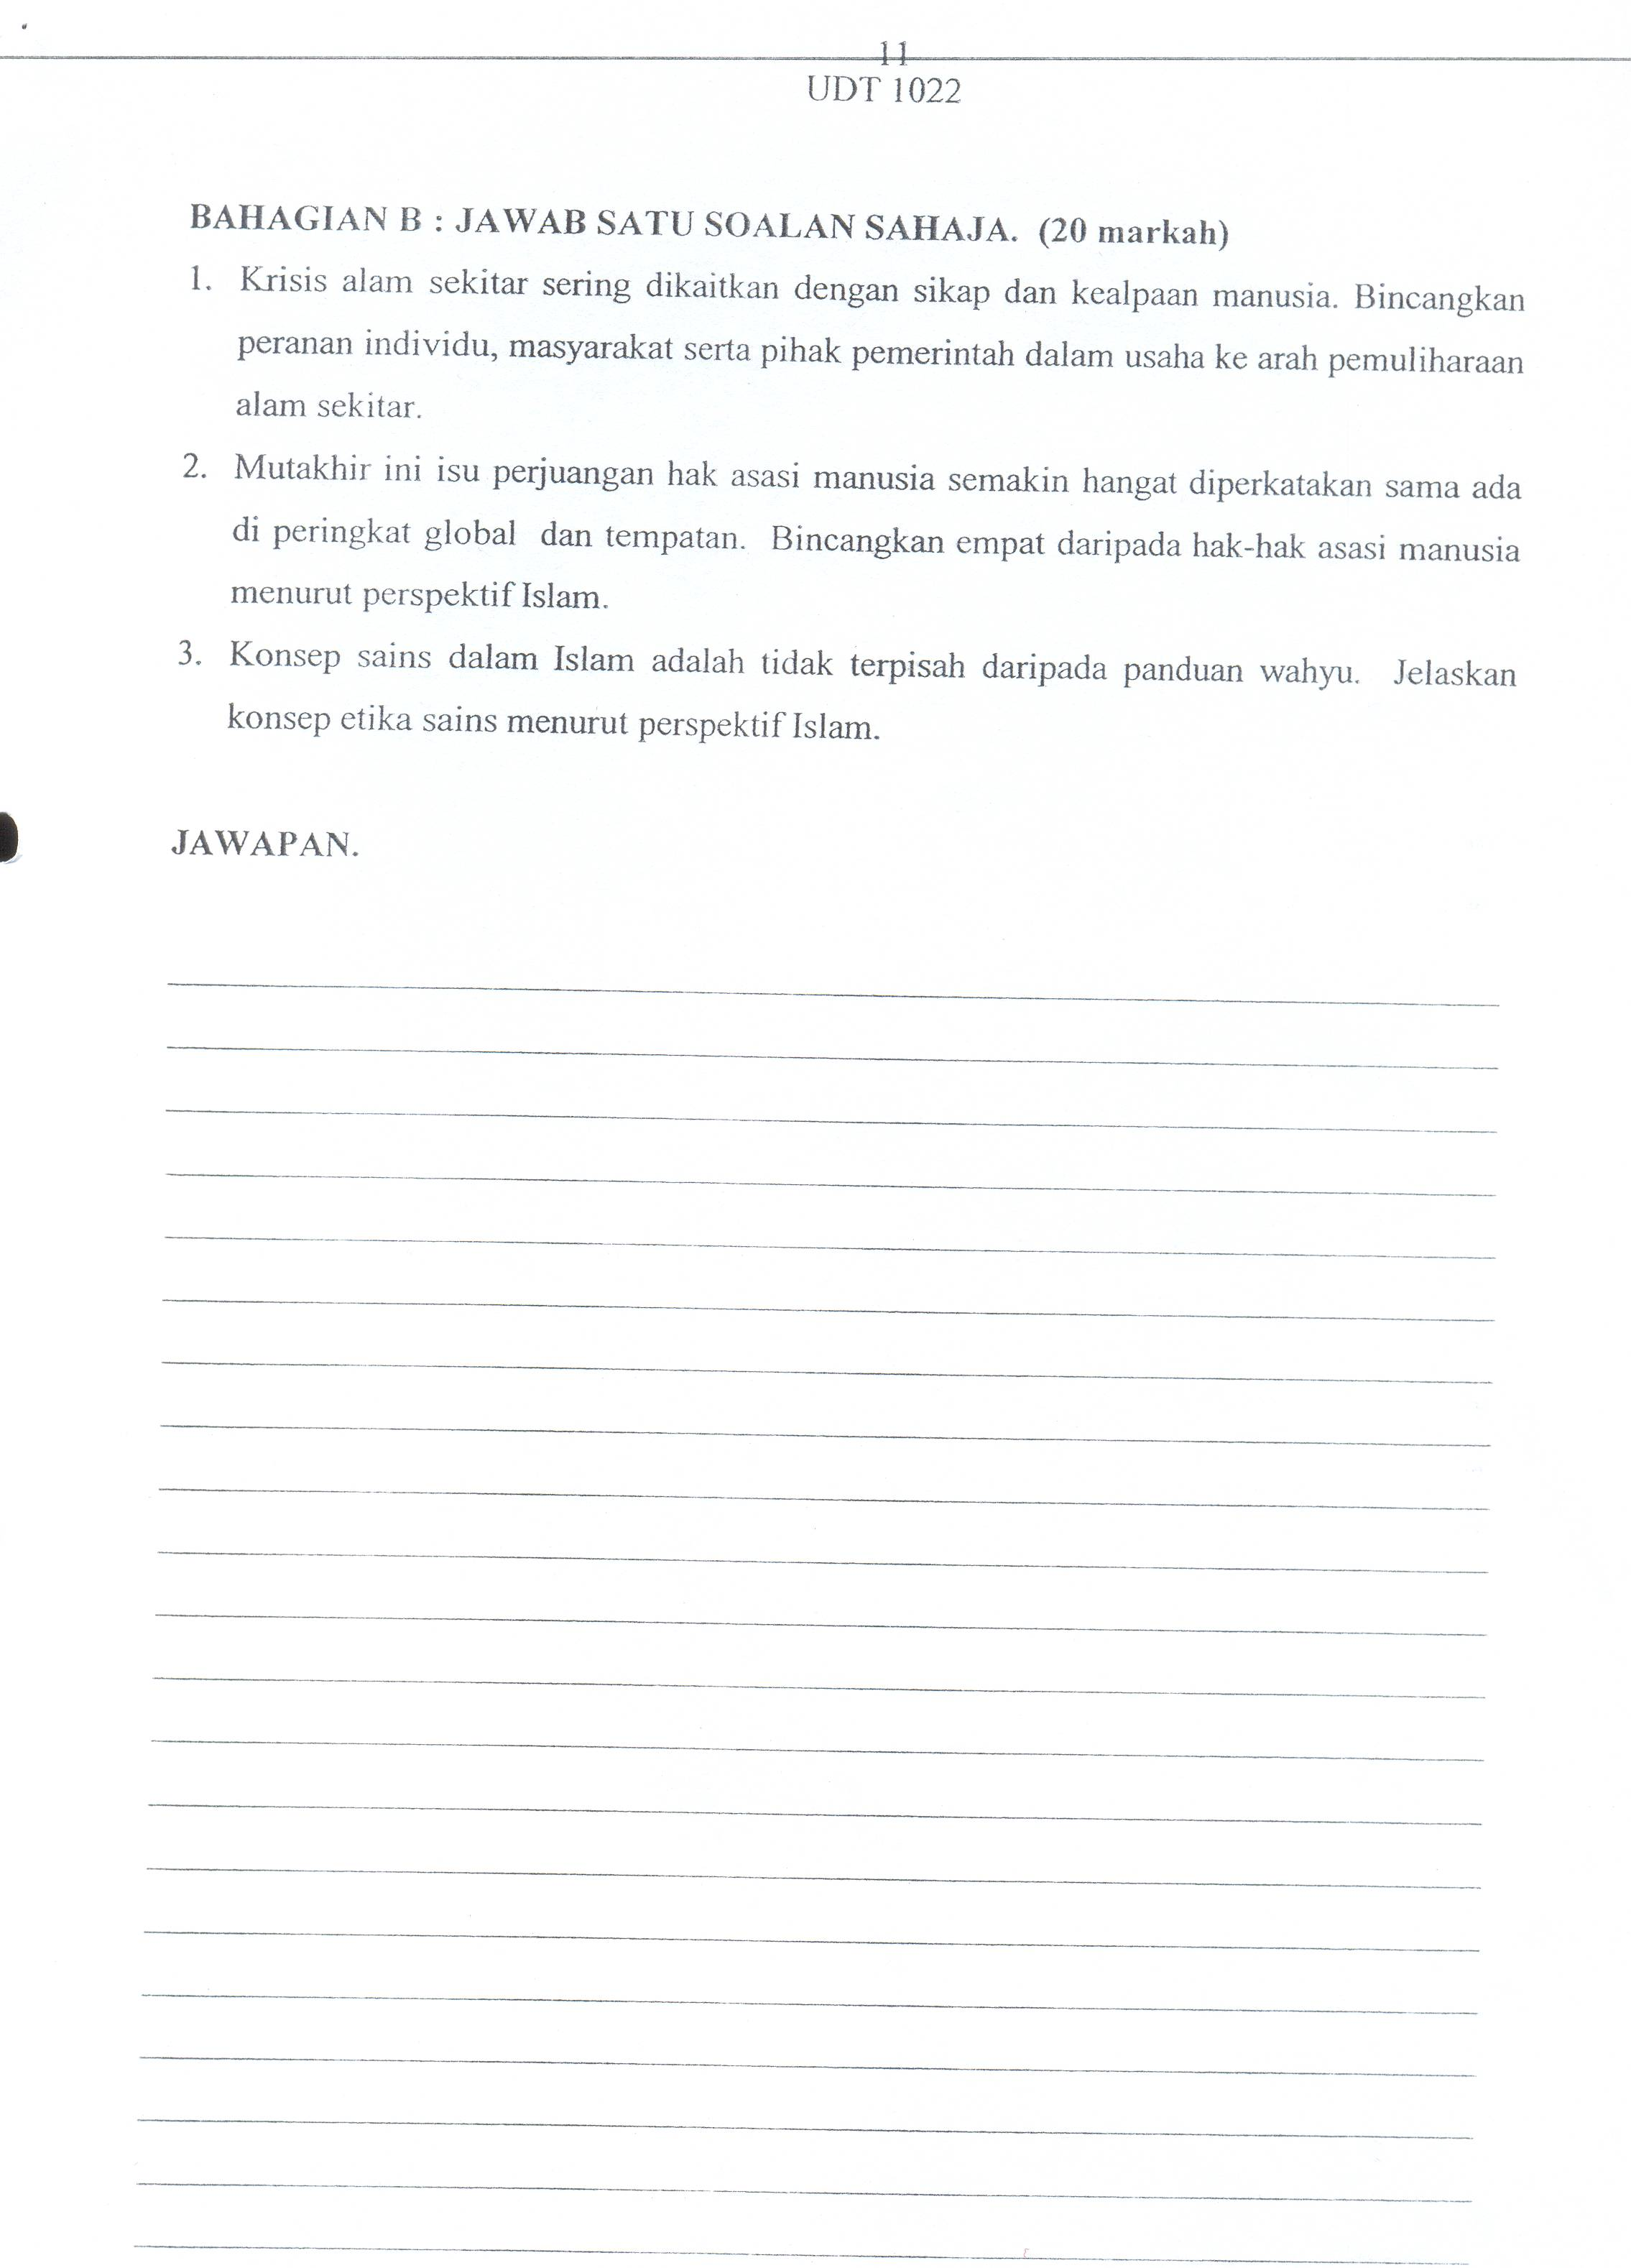 11
UDT 1022
BAHAGIAN B : JAWAB SATU SOALAN SAHAJA. (20 markah)
1. Krisis alam sekitar sering dikaitkan dengan sikap dan kealpaan manusia. Bincangkan
peranan individu, masyarakat serta pihak pemerintah dalam usaha ke arah pemuliharaan
alam sekitar.
2. Mutakhir ini isu perjuangan hak asasi manusia semakin hangat diperkatakan sama ada
di peringkat global dan tempatan. Bincangkan empat daripada hak-hak asasi manusia
menurut perspektif Islam.
3. Konsep sains dalam Islam adalah tidak terpisah daripada panduan wahyu. Jelaskan
konsep etika sains menurut perspektif Islam.
JAWAPAN.